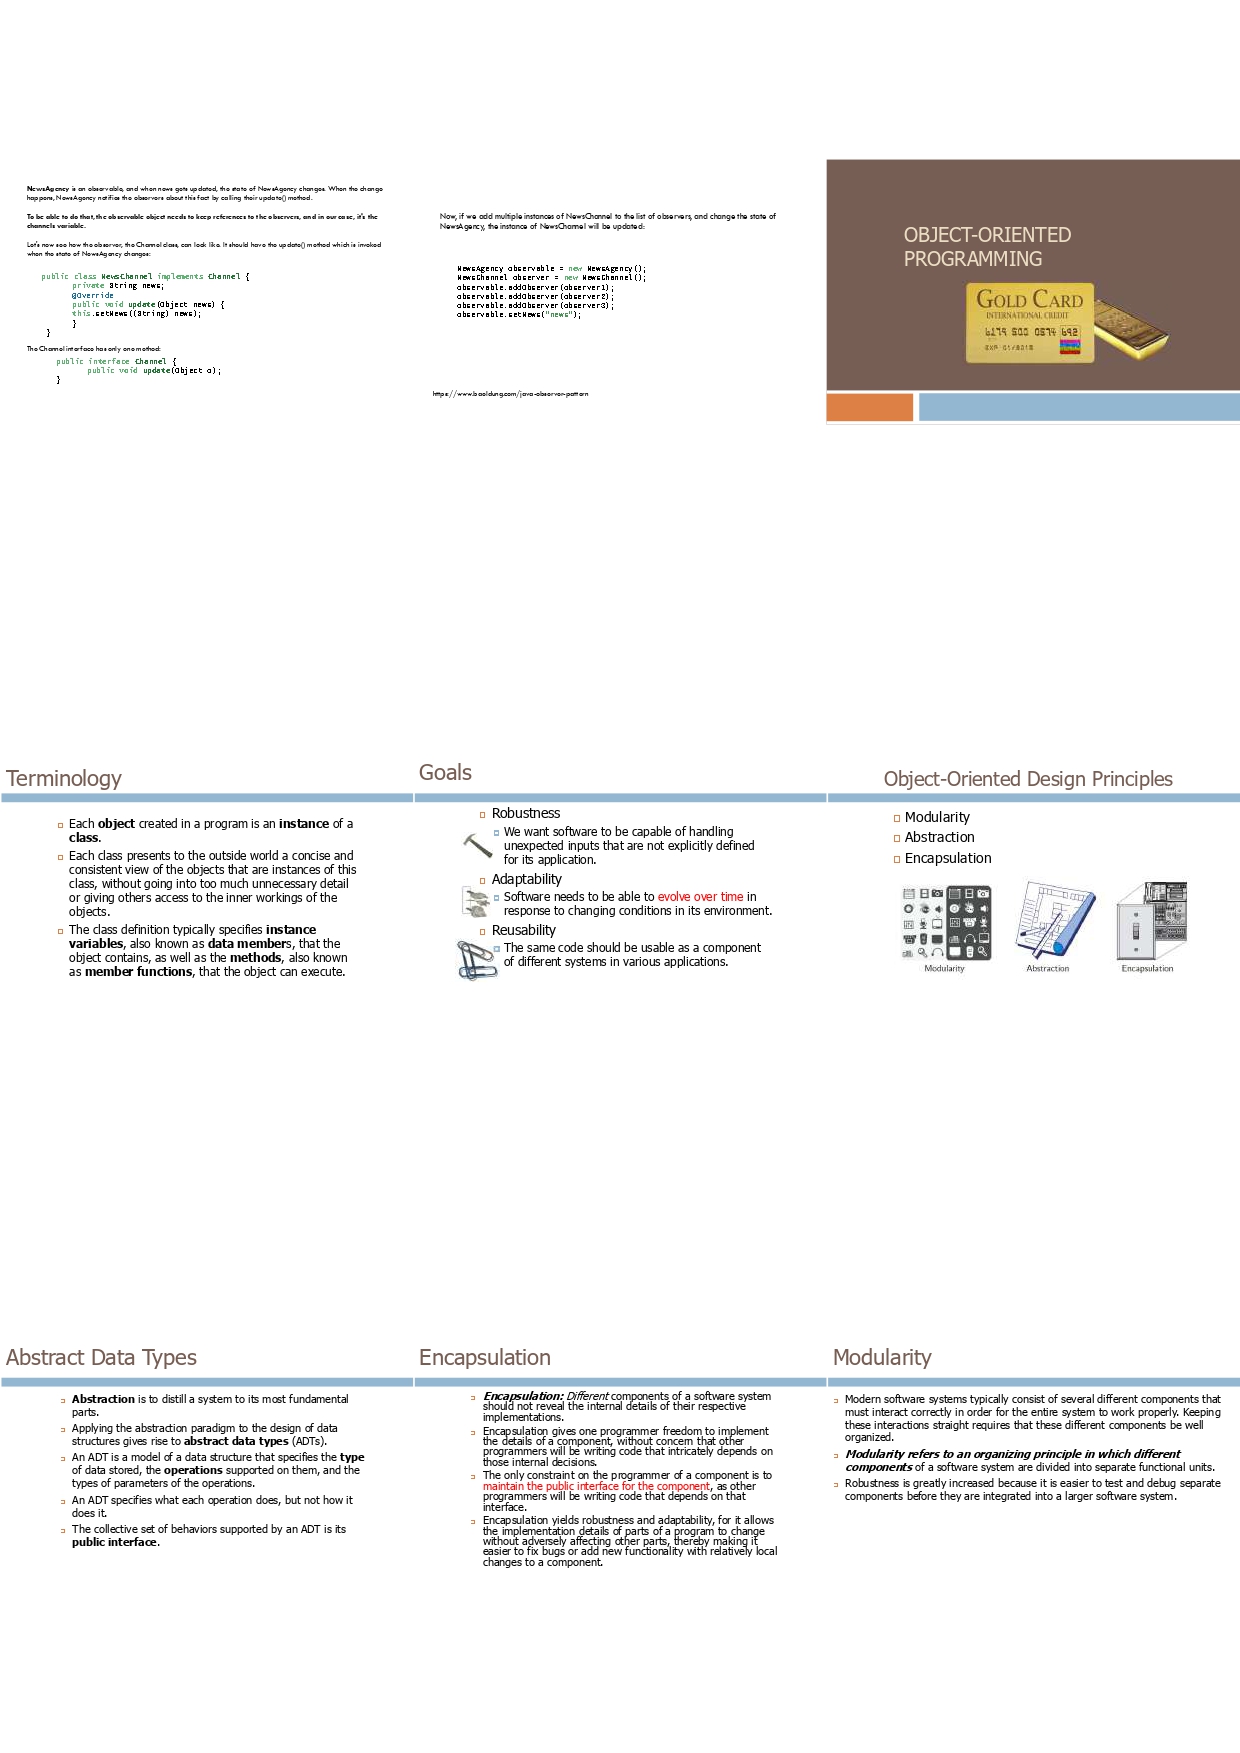 NewsAgency is an observable, and when news gets updated, the state of NewsAgency changes. When the change
happens, NewsAgency notifies the observers about this fact by calling their update() method.
To be able to do that, the observable object needs to keep references to the observers, and in our case, it's the
channels variable.
Let's now see how the observer, the Channel class, can look like. It should have the update() method which is invoked
when the state of NewsAgency changes:
public class NewsChannel implements Channel {
private String news;
@Override
public void update(Object news) {
this.setNews((String) news);
}
}
The Channel interface has only one method:
public interface Channel {
public void update(Object o);
}
Now, if we add multiple instances of NewsChannel to the list of observers, and change the state of
NewsAgency, the instance of NewsChannel will be updated:
NewsAgency observable = new NewsAgency();
NewsChannel observer = new NewsChannel();
observable.addObserver(observer1);
observable.addObserver(observer2);
observable.addObserver(observer3);
observable.setNews("news");
https://www.baeldung.com/java-observer-pattern
OBJECT-ORIENTED
PROGRAMMING
GOLD CARD
INTERNATIONAL CREDIT
6179 500 0574 692
EXP 01/2015
Terminology
Each object created in a program is an instance of a
class.
Each class presents to the outside world a concise and
consistent view of the objects that are instances of this
class, without going into too much unnecessary detail
or giving others access to the inner workings of the
objects.
The class definition typically specifies instance
variables, also known as data members, that the
object contains, as well as the methods, also known
as member functions, that the object can execute.
Goals
Robustness
We want software to be capable of handling
unexpected inputs that are not explicitly defined
for its application.
Adaptability
Software needs to be able to evolve over time in
response to changing conditions in its environment.
Reusability
The same code should be usable as a component
of different systems in various applications.
Object-Oriented Design Principles
Modularity
Abstraction
Encapsulation
Modularity
Abstraction
Encapsulation
Abstract Data Types
Abstraction is to distill a system to its most fundamental
parts.
Applying the abstraction paradigm to the design of data
structures gives rise to abstract data types (ADTs).
An ADT is a model of a data structure that specifies the type
of data stored, the operations supported on them, and the
types of parameters of the operations.
An ADT specifies what each operation does, but not how it
does it.
The collective set of behaviors supported by an ADT is its
public interface.
Encapsulation
Encapsulation: Different components of a software system
should not reveal the internal details of their respective
implementations.
Encapsulation gives one programmer freedom to implement
the details of a component, without concern that other
programmers will be writing code that intricately depends on
those internal decisions.
The only constraint on the programmer of a component is to
maintain the public interface for the component, as other
programmers will be writing code that depends on that
interface.
Encapsulation yields robustness and adaptability, for it allows
the implementation details of parts of a program to change
without adversely affecting other parts, thereby making it
easier to fix bugs or add new functionality with relatively local
changes to a component.
Modularity
Modern software systems typically consist of several different components that
must interact correctly in order for the entire system to work properly. Keeping
these interactions straight requires that these different components be well
organized.
Modularity refers to an organizing principle in which different
components of a software system are divided into separate functional units.
Robustness is greatly increased because it is easier to test and debug separate
components before they are integrated into a larger software system.